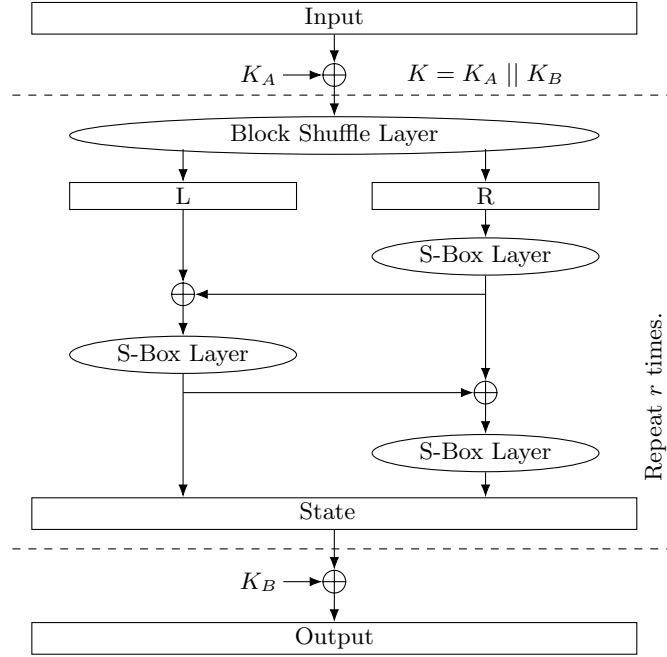 Input
K_A
K = K_A || K_B
Block Shuffle Layer
L
R
S-Box Layer
S-Box Layer
S-Box Layer
Repeat r times.
State
K_B
Output